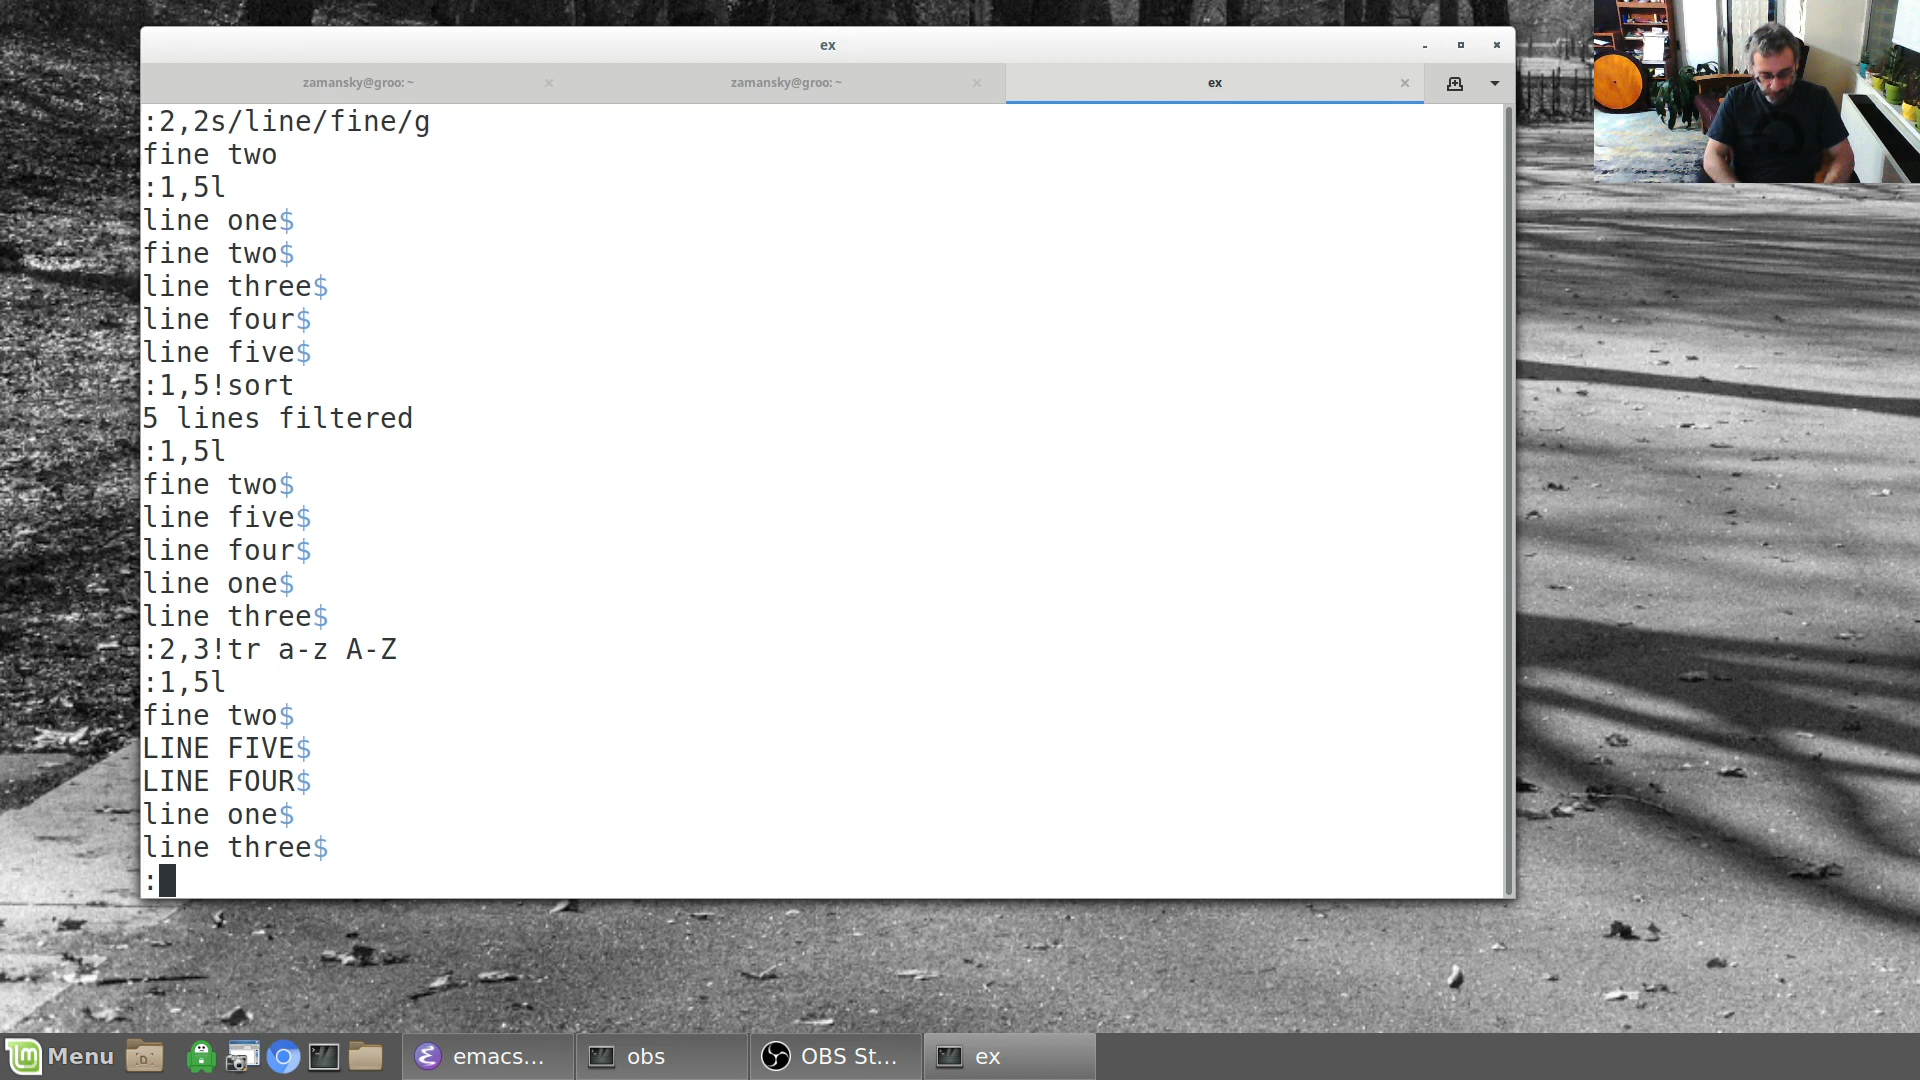 ex
zamansky@groo: ~
zamansky@groo: ~
ex
:2,2s/line/fine/g
fine two
:1,5l
line one$
fine two$
line three$
line four$
line five$
:1,5!sort
5 lines filtered
:1,5l
fine two$
line five$
line four$
line one$
line three$
:2,3!tr a-z A-Z
:1,5l
fine two$
LINE FIVE$
LINE FOUR$
line one$
line three$
:
Menu
emacs...
obs
OBS St...
ex